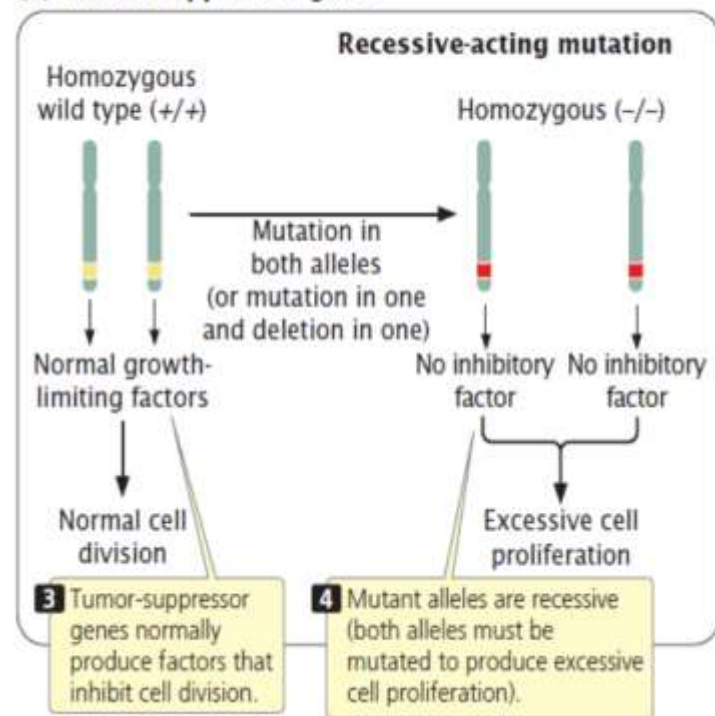 Recessive-acting mutation
Homozygous
wild type (+/+)
Homozygous (–/–)
Mutation in
both alleles
(or mutation in one
and deletion in one)
Normal growth-
limiting factors
No inhibitory
factor
No inhibitory
factor
Normal cell
division
Excessive cell
proliferation
3 Tumor-suppressor
genes normally
produce factors that
inhibit cell division.
4 Mutant alleles are recessive
(both alleles must be
mutated to produce excessive
cell proliferation).